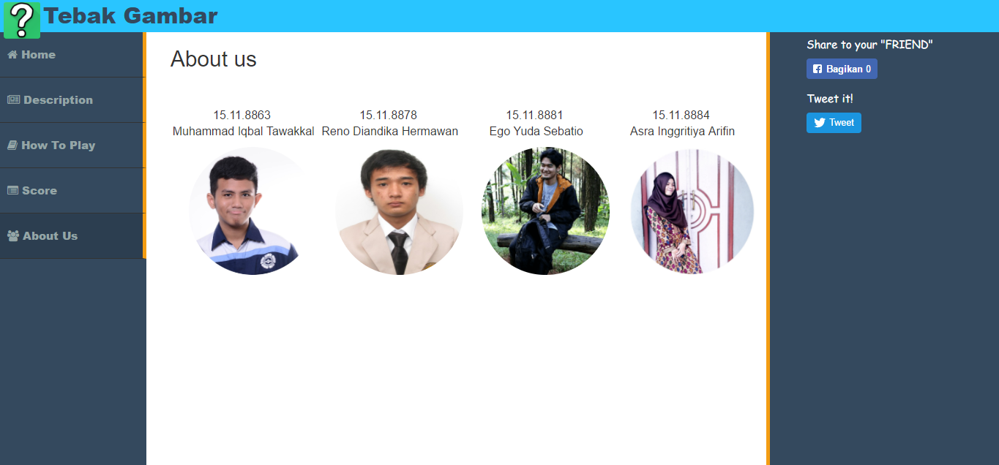 Tebak Gambar
Home
Description
How To Play
Score
About Us
About us
15.11.8863
Muhammad Iqbal Tawakkal
15.11.8878
Reno Diandika Hermawan
15.11.8881
Ego Yuda Sebatio
15.11.8884
Asra Inggritiya Arifin
Share to your "FRIEND"
Bagikan 0
Tweet it!
Tweet